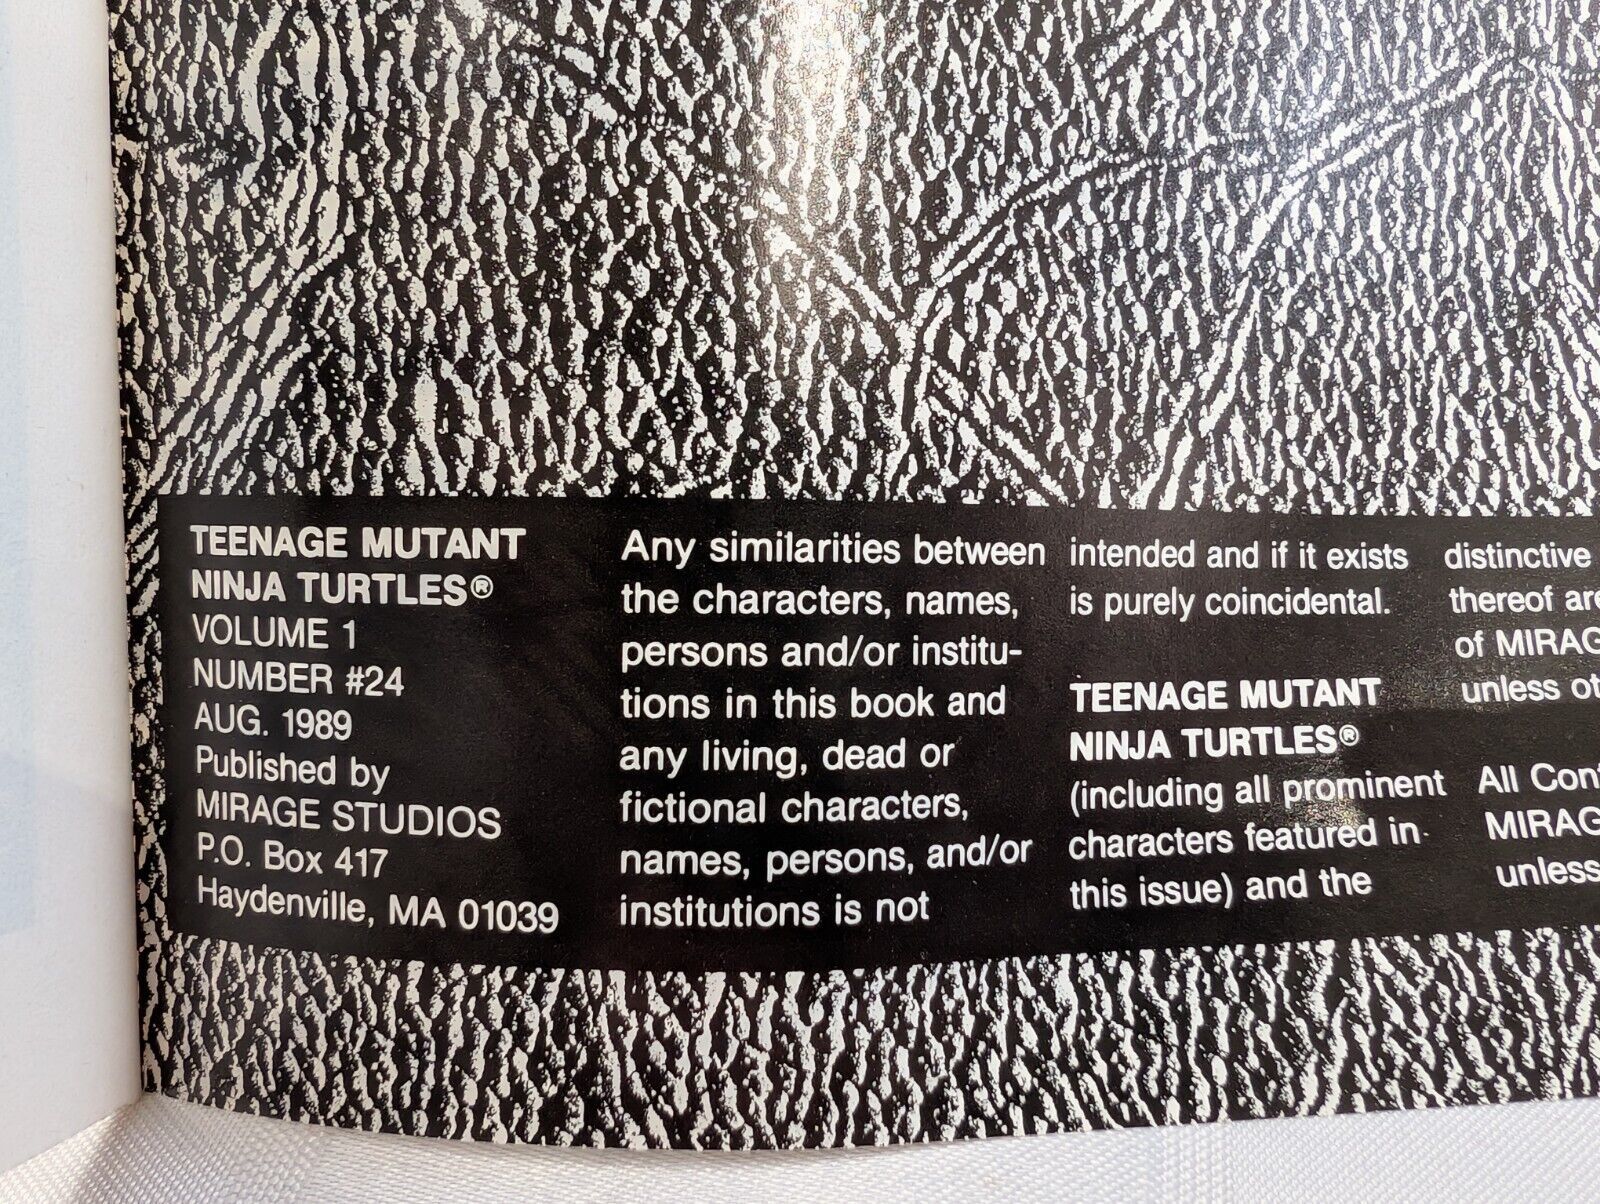 TEENAGE MUTANT
NINJA TURTLES®
VOLUME 1
NUMBER #24
AUG. 1989
Published by
MIRAGE STUDIOS
P.O. Box 417
Haydenville, MA 01039
Any similarities between
the characters, names,
persons and/or institu-
tions in this book and
any living, dead or
fictional characters,
names, persons, and/or
institutions is not
intended and if it exists
is purely coincidental.
TEENAGE MUTANT
NINJA TURTLES®
(including all prominent
characters featured in
this issue) and the
distinctive
thereof
of
unless
All
unless